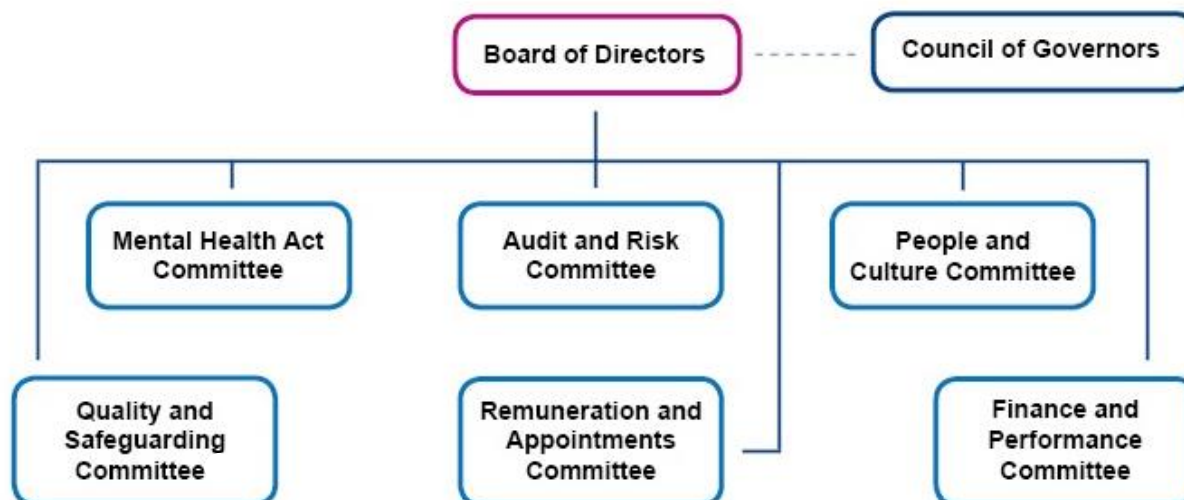 Board of Directors
Council of Governors
Mental Health Act
Committee
Audit and Risk
Committee
People and
Culture Committee
Quality and
Safeguarding
Committee
Remuneration and
Appointments
Committee
Finance and
Performance
Committee